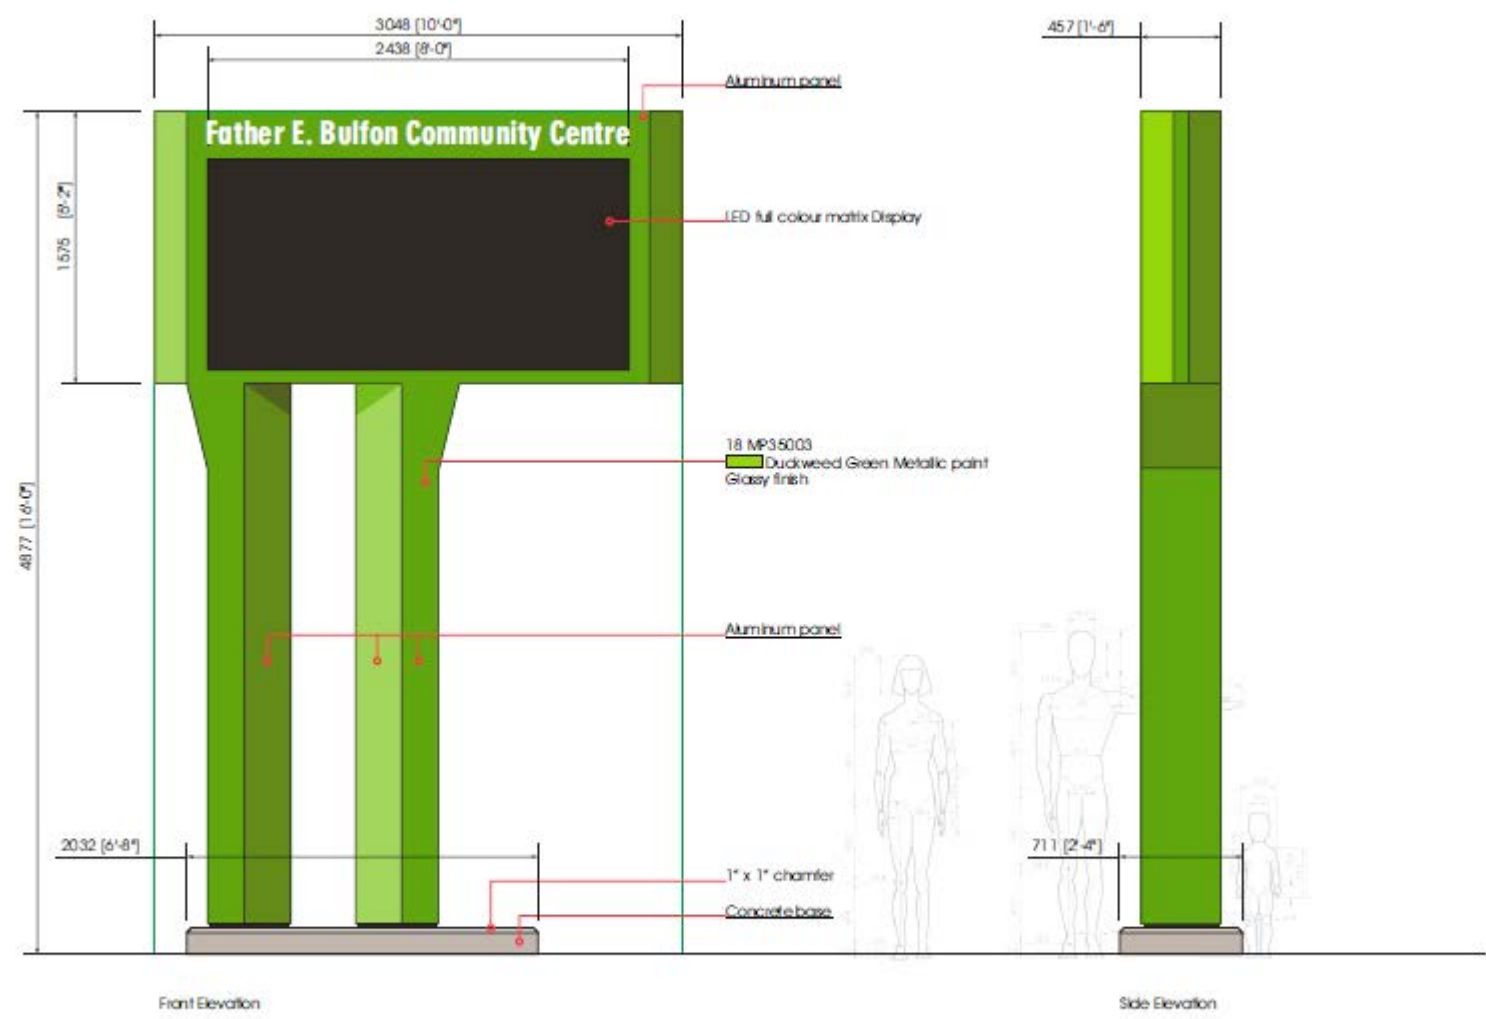 3048 [10'-0"]
2438 [8'-0"]
457 [1'-6"]
Aluminum panel
Father E. Bulfon Community Centre
1575 [5'-2"]
LED full colour matrix Display
18 MP35003
Duckweed Green Metallic paint
Glossy finish
4877 [16'-0"]
Aluminum panel
2032 [6'-8"]
711 [2'-4"]
1" x 1" chamfer
Concrete base
Front Elevation
Side Elevation